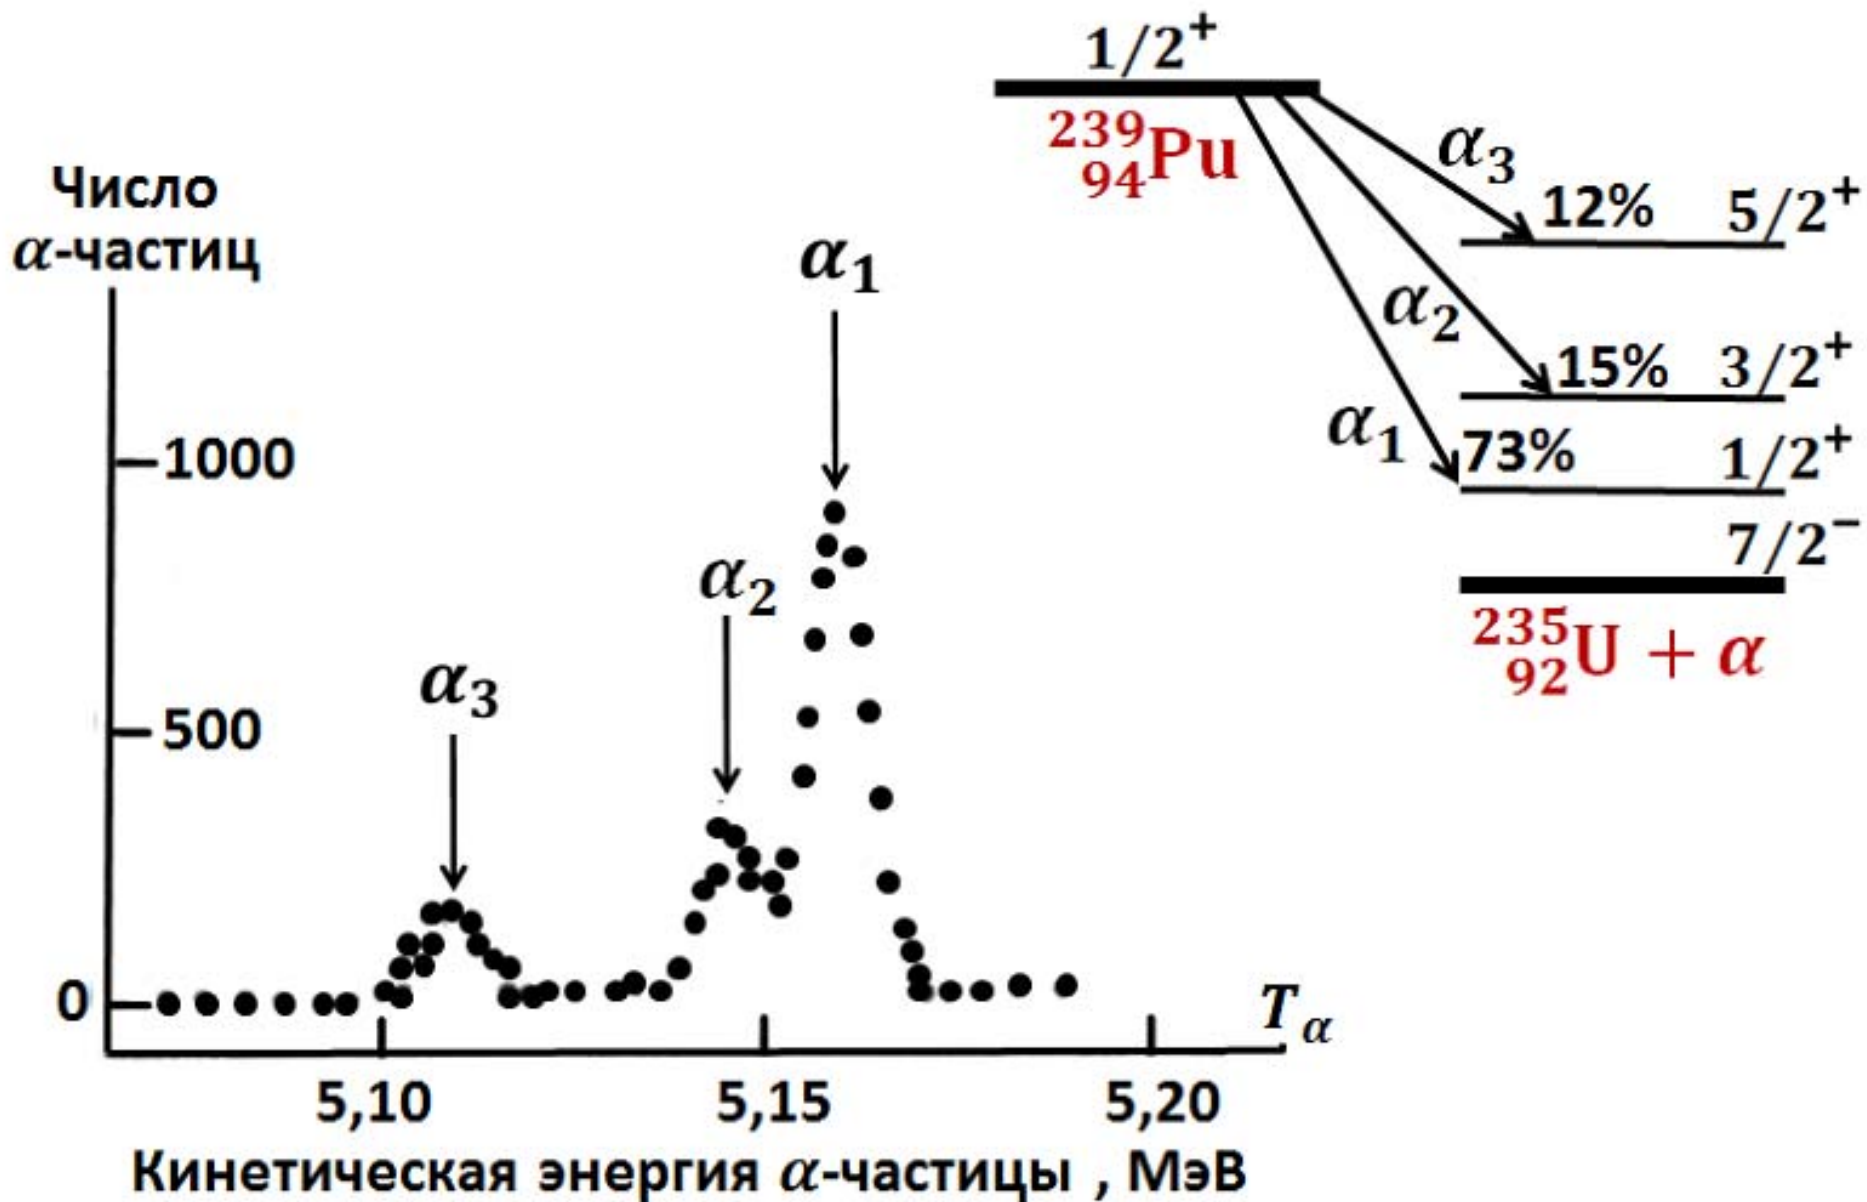 Число
α-частиц
1000
500
0
α₃
α₂
α₁
5,10
5,15
5,20
T_α
Кинетическая энергия α-частицы , МэВ
1/2⁺
²³⁹₉₄Pu
α₃
12% 5/2⁺
α₂
15% 3/2⁺
α₁
73% 1/2⁺
7/2⁻
²³⁵₉₂U + α